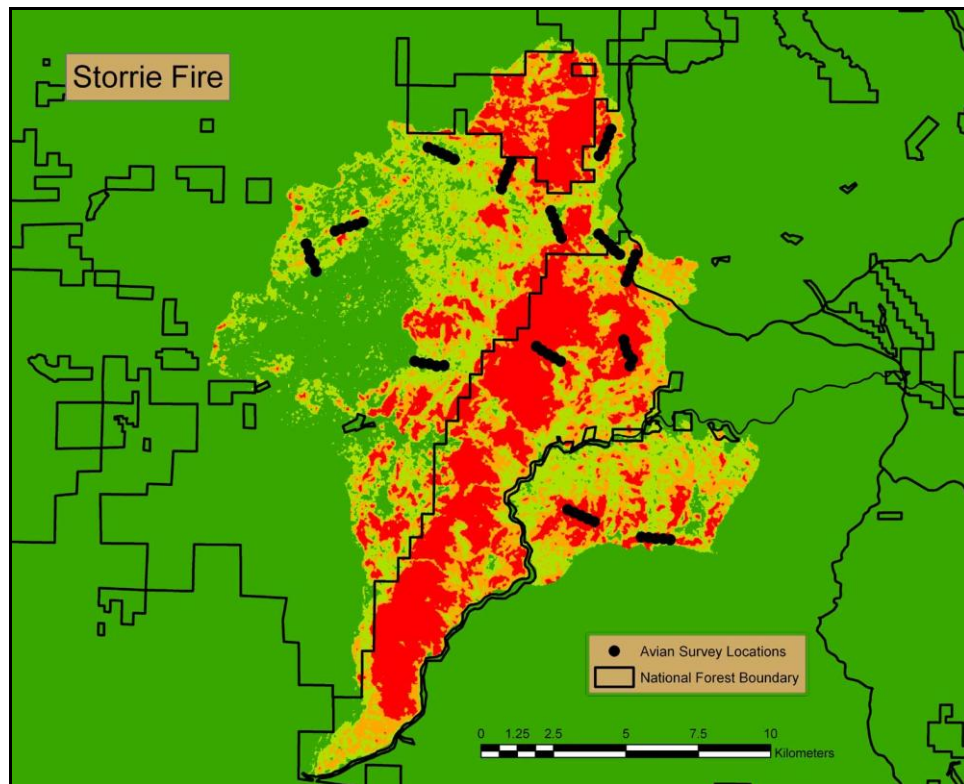 Storrie Fire
Avian Survey Locations
National Forest Boundary
0 1.25 2.5 5 7.5 10
Kilometers